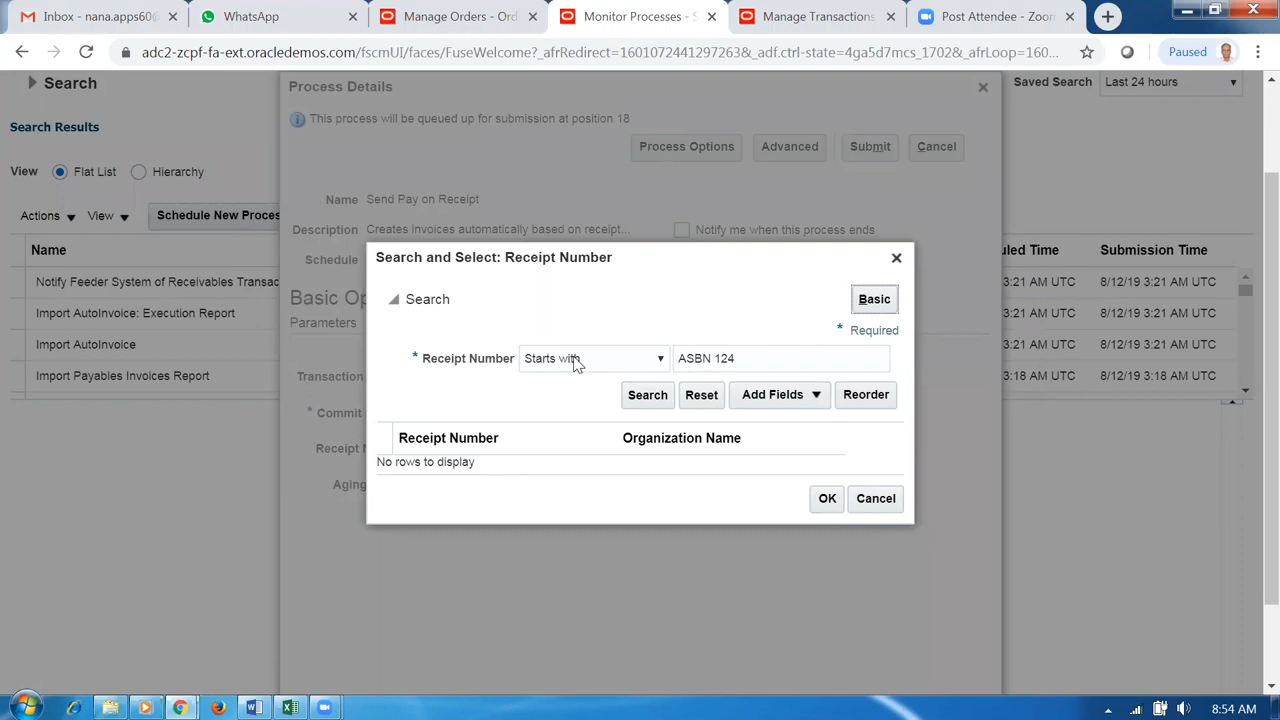 Inbox - nana.apps60
WhatsApp
Manage Orders - Ord
Monitor Processes - S
Manage Transactions
Post Attendee - Zoom
adc2-zcpf-fa-ext.oracledemos.com/fscmUI/faces/FuseWelcome?_afrRedirect=1601072441297263&_adf.ctrl-state=4ga5d7mcs_1702&_afrLoop=160...
Paused
Search
Process Details
Saved Search Last 24 hours
This process will be queued up for submission at position 18
Search Results
Process Options Advanced Submit Cancel
View Flat List Hierarchy
Name Send Pay on Receipt
Actions View Schedule New Proces
Description Creates invoices automatically based on receipt... Notify me when this process ends
Name
Schedule
Search and Select: Receipt Number
uled Time Submission Time
Notify Feeder System of Receivables Transac
3:21 AM UTC 8/12/19 3:21 AM UTC
Basic Op
Search Basic
Import AutoInvoice: Execution Report
3:21 AM UTC 8/12/19 3:21 AM UTC
Parameters
* Required
Import AutoInvoice
3:21 AM UTC 8/12/19 3:21 AM UTC
* Receipt Number Starts with ASBN 124
Import Payables Invoices Report
Transaction
3:18 AM UTC 8/12/19 3:18 AM UTC
Search Reset Add Fields Reorder
* Commit
Receipt Number Organization Name
Receipt N
No rows to display
Aging
OK Cancel
8:54 AM